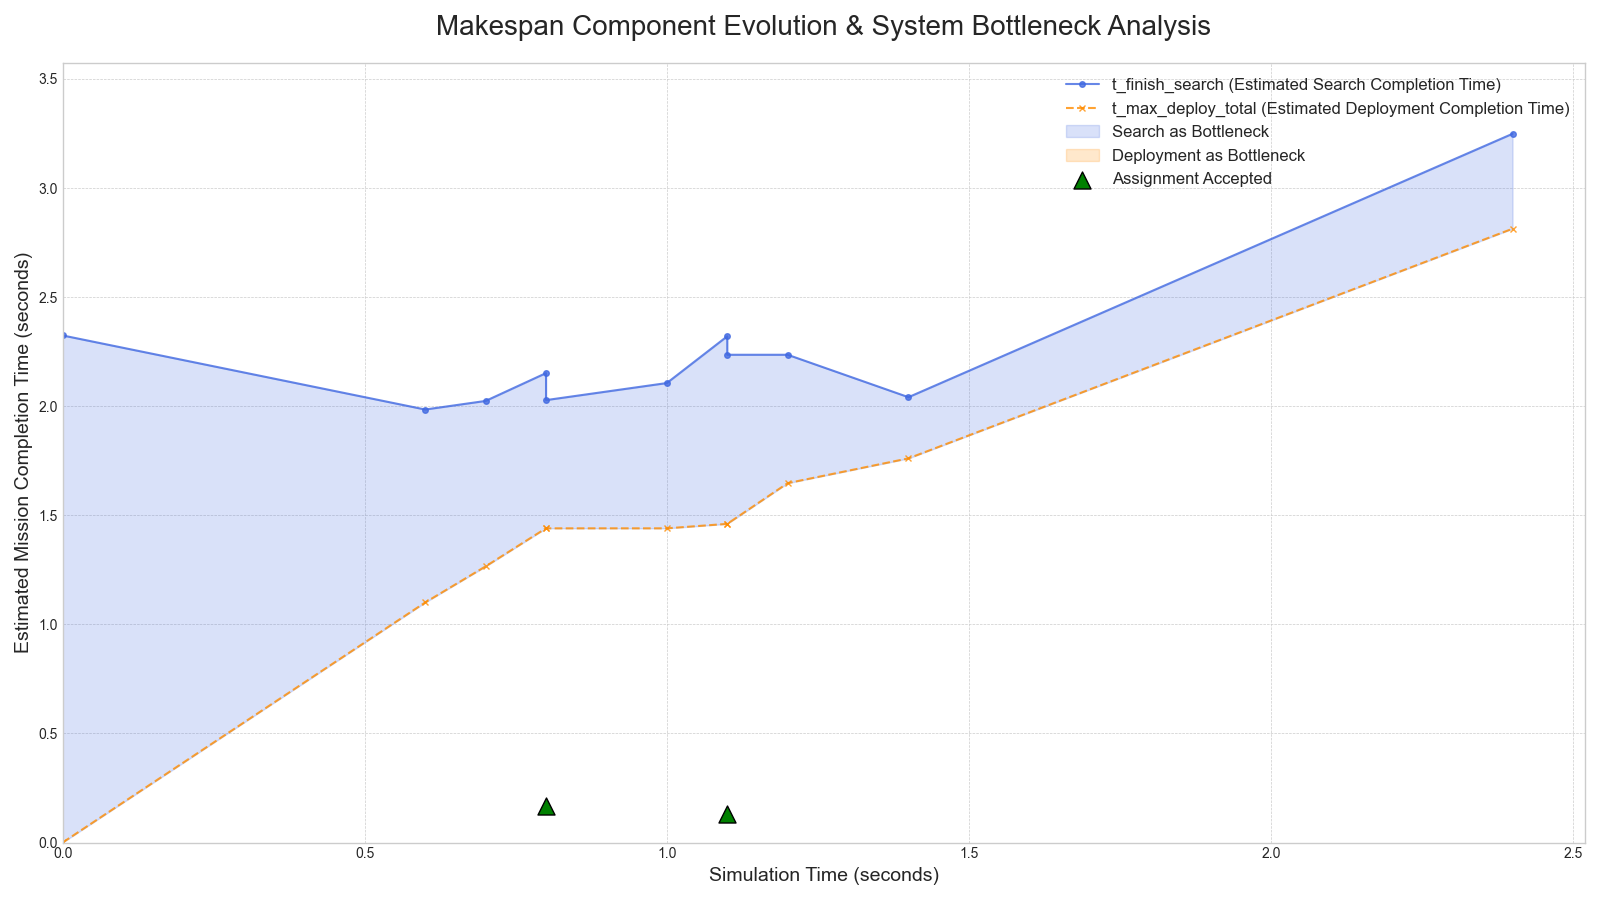 Makespan Component Evolution & System Bottleneck Analysis
t_finish_search (Estimated Search Completion Time)
t_max_deploy_total (Estimated Deployment Completion Time)
Search as Bottleneck
Deployment as Bottleneck
Assignment Accepted
Estimated Mission Completion Time (seconds)
3.5
3.0
2.5
2.0
1.5
1.0
0.5
0.0
0.0 0.5 1.0 1.5 2.0 2.5
Simulation Time (seconds)